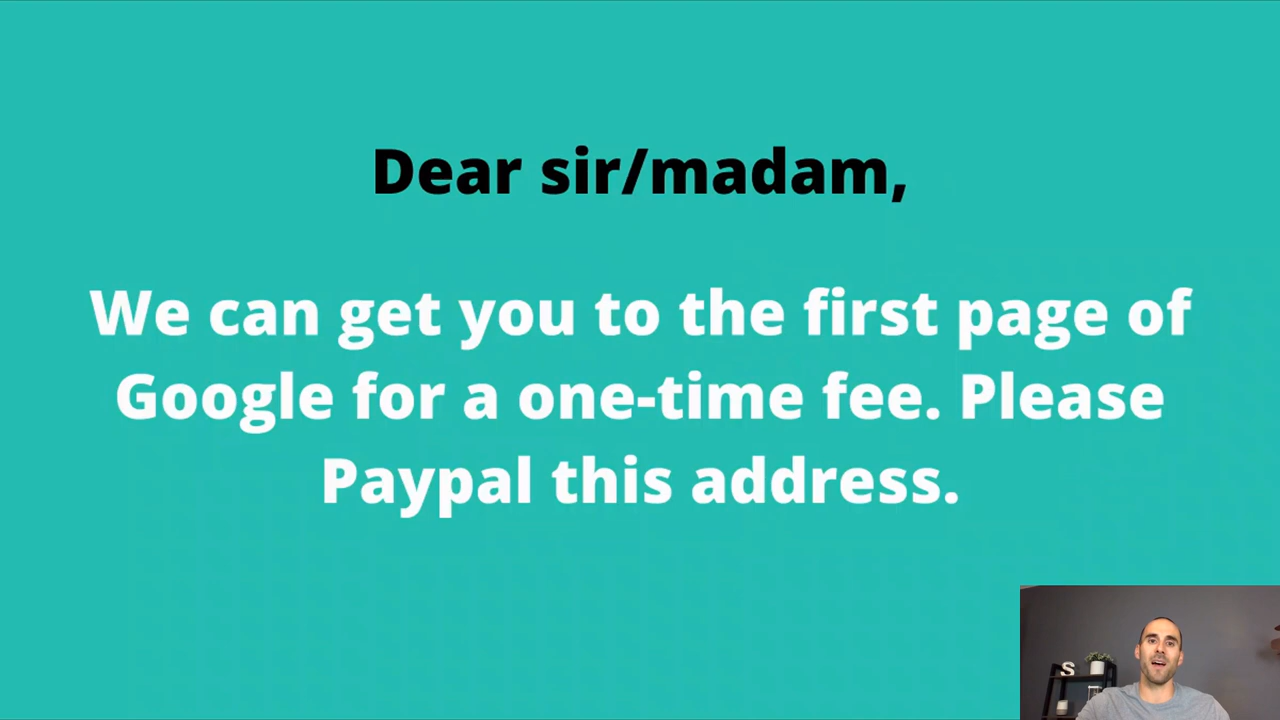 Dear sir/madam,
We can get you to the first page of
Google for a one-time fee. Please
Paypal this address.
S